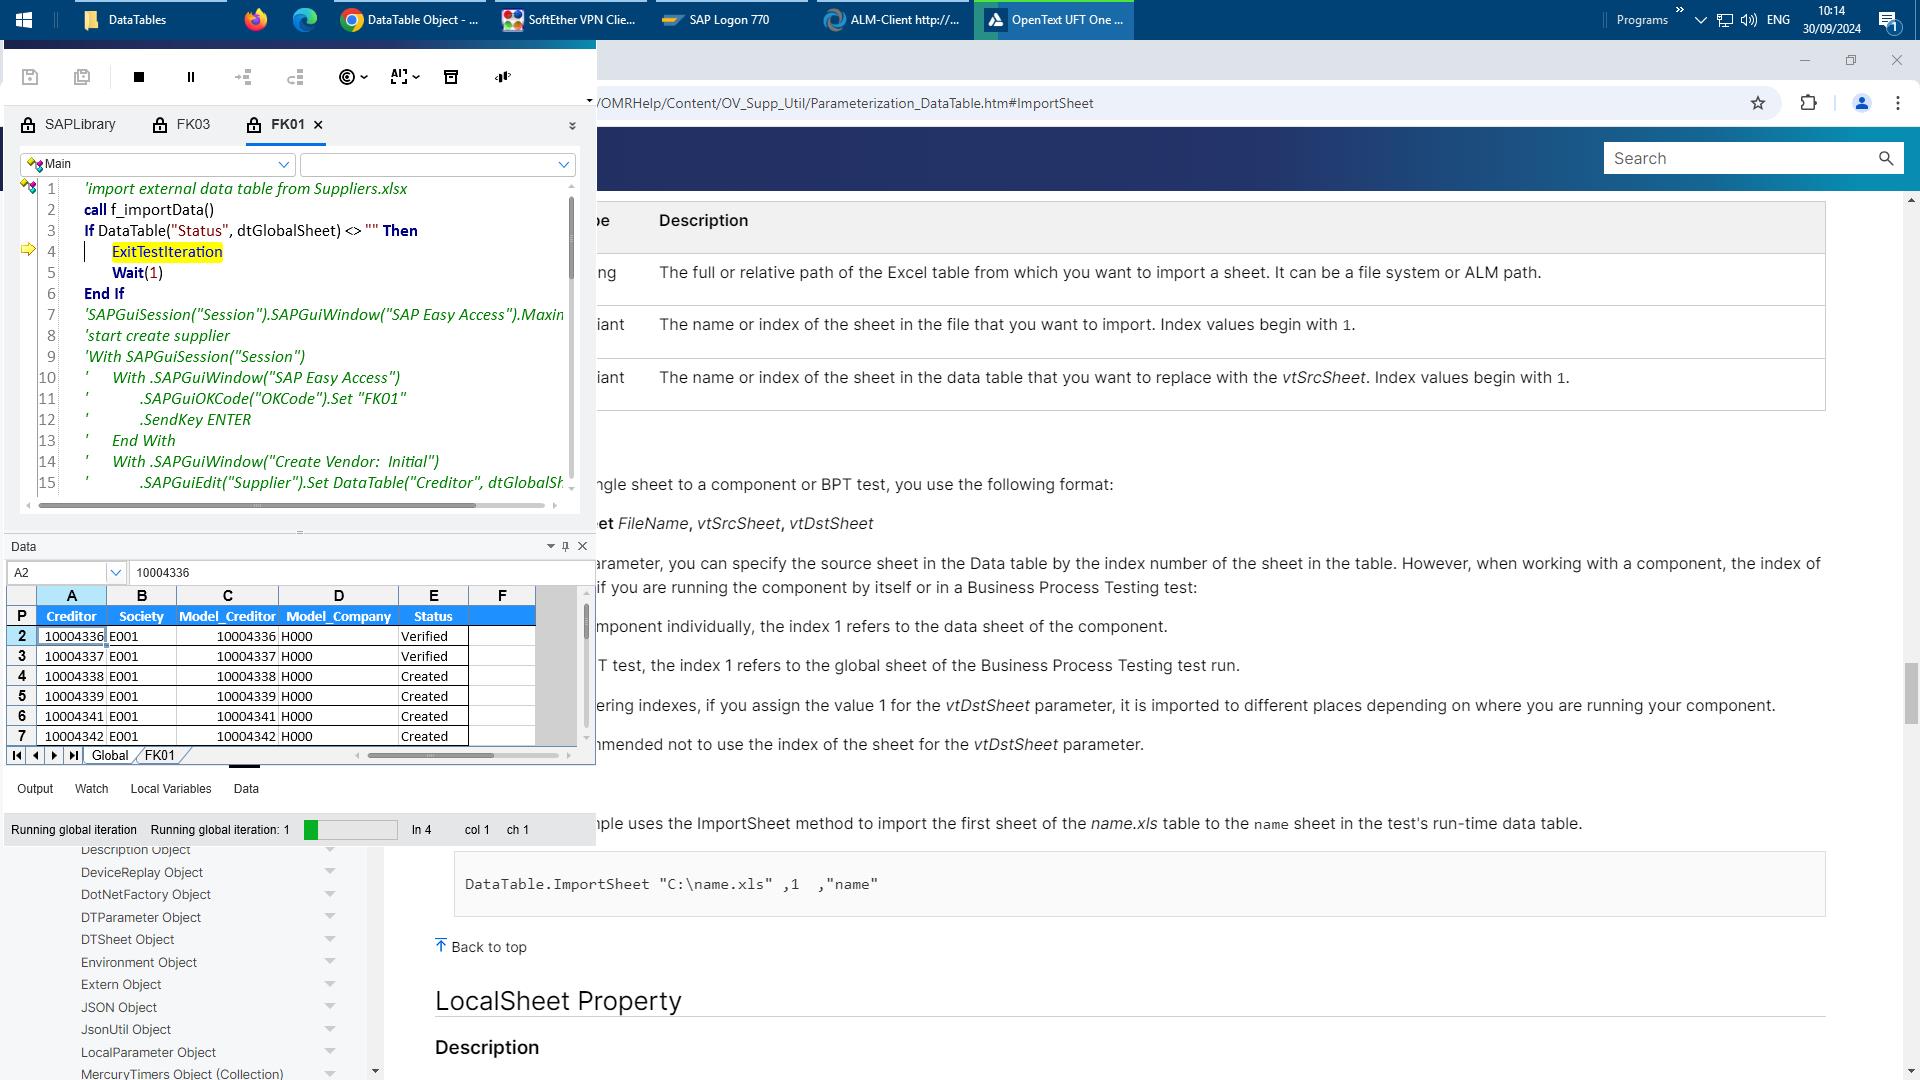 DataTables
DataTable Object - ...
SoftEther VPN Clie...
SAP Logon 770
ALM-Client http://...
OpenText UFT One ...
Programs
ENG
10:14
30/09/2024
1
/OMRHelp/Content/OV_Supp_Util/Parameterization_DataTable.htm#ImportSheet
Search
SAPLibrary
FK03
FK01
Main
1 'import external data table from Suppliers.xlsx
2 call f_importData()
3 If DataTable("Status", dtGlobalSheet) <> "" Then
4 ExitTestIteration
5 Wait(1)
6 End If
7 'SAPGuiSession("Session").SAPGuiWindow("SAP Easy Access").Maxin
8 'start create supplier
9 'With SAPGuiSession("Session")
10 ' With .SAPGuiWindow("SAP Easy Access")
11 ' .SAPGuiOKCode("OKCode").Set "FK01"
12 ' .SendKey ENTER
13 ' End With
14 ' With .SAPGuiWindow("Create Vendor:  Initial")
15 ' .SAPGuiEdit("Supplier").Set DataTable("Creditor", dtGlobalSh
Data
A2 10004336
A B C D E F
P Creditor Society Model_Creditor Model_Company Status
2 10004336 E001 10004336 H000 Verified
3 10004337 E001 10004337 H000 Verified
4 10004338 E001 10004338 H000 Created
5 10004339 E001 10004339 H000 Created
6 10004341 E001 10004341 H000 Created
7 10004342 E001 10004342 H000 Created
Global FK01
Output Watch Local Variables Data
Running global iteration Running global iteration: 1 ln 4 col 1 ch 1
pe Description
ng The full or relative path of the Excel table from which you want to import a sheet. It can be a file system or ALM path.
iant The name or index of the sheet in the file that you want to import. Index values begin with 1.
iant The name or index of the sheet in the data table that you want to replace with the vtSrcSheet. Index values begin with 1.
ngle sheet to a component or BPT test, you use the following format:
et FileName, vtSrcSheet, vtDstSheet
arameter, you can specify the source sheet in the Data table by the index number of the sheet in the table. However, when working with a component, the index of
if you are running the component by itself or in a Business Process Testing test:
mponent individually, the index 1 refers to the data sheet of the component.
T test, the index 1 refers to the global sheet of the Business Process Testing test run.
ering indexes, if you assign the value 1 for the vtDstSheet parameter, it is imported to different places depending on where you are running your component.
mmended not to use the index of the sheet for the vtDstSheet parameter.
mple uses the ImportSheet method to import the first sheet of the name.xls table to the name sheet in the test's run-time data table.
DataTable.ImportSheet "C:\name.xls" ,1  ,"name"
Back to top
LocalSheet Property
Description
Description Object
DeviceReplay Object
DotNetFactory Object
DTParameter Object
DTSheet Object
Environment Object
Extern Object
JSON Object
JsonUtil Object
LocalParameter Object
MercuryTimers Object (Collection)